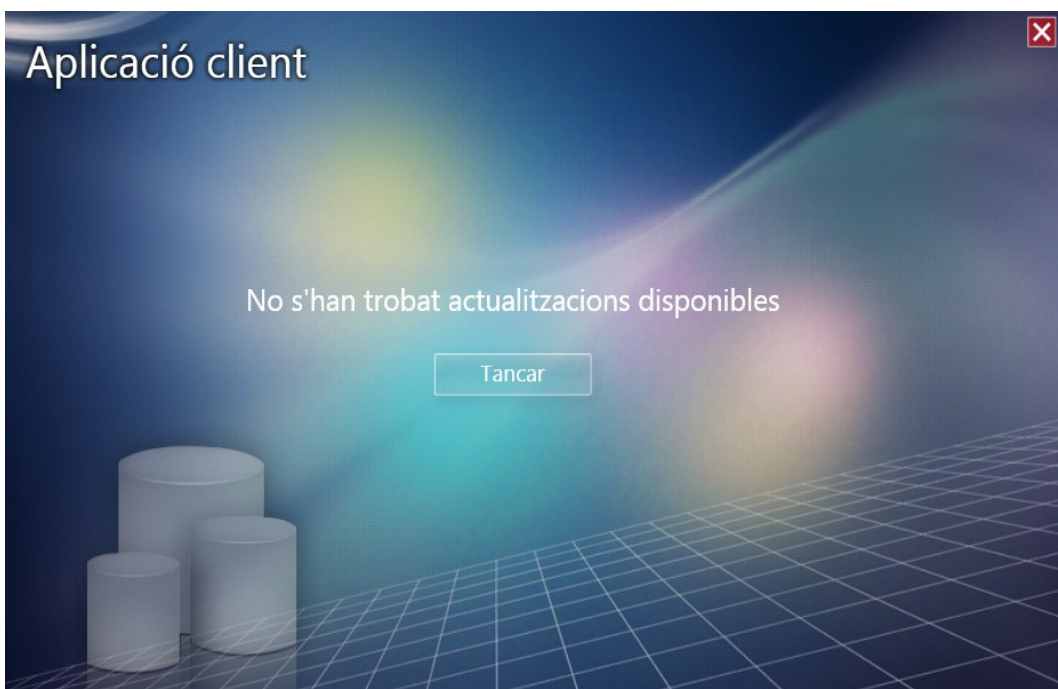 Aplicació client
No s'han trobat actualitzacions disponibles
Tancar